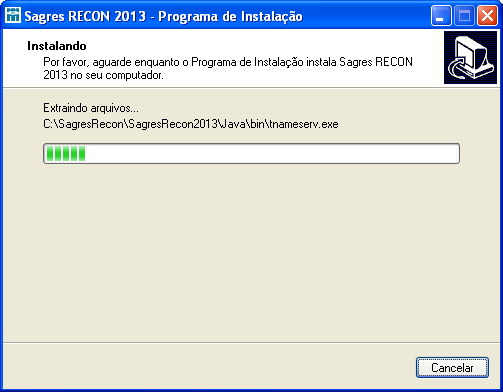 Sagres RECON 2013 - Programa de Instalação
Instalando
Por favor, aguarde enquanto o Programa de Instalação instala Sagres RECON
2013 no seu computador.
Extraindo arquivos...
C:\SagresRecon\SagresRecon2013\Java\bin\tnameserv.exe
Cancelar